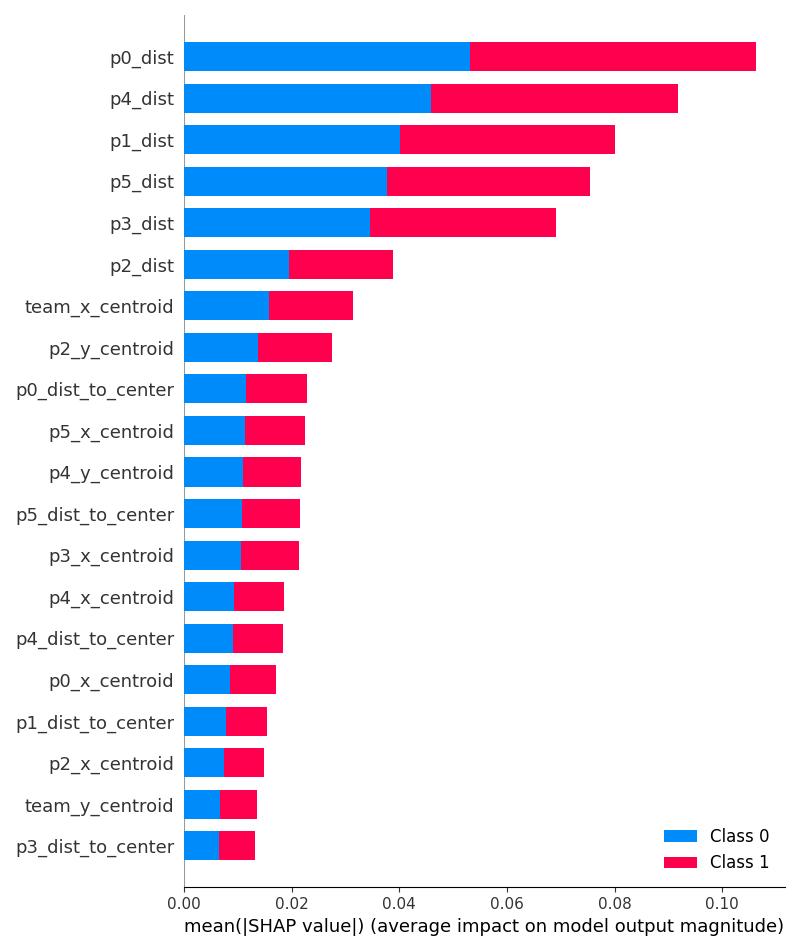 p0_dist
p4_dist
p1_dist
p5_dist
p3_dist
p2_dist
team_x_centroid
p2_y_centroid
p0_dist_to_center
p5_x_centroid
p4_y_centroid
p5_dist_to_center
p3_x_centroid
p4_x_centroid
p4_dist_to_center
p0_x_centroid
p1_dist_to_center
p2_x_centroid
team_y_centroid
p3_dist_to_center
Class 0
Class 1
0.00 0.02 0.04 0.06 0.08 0.10
mean(|SHAP value|) (average impact on model output magnitude)